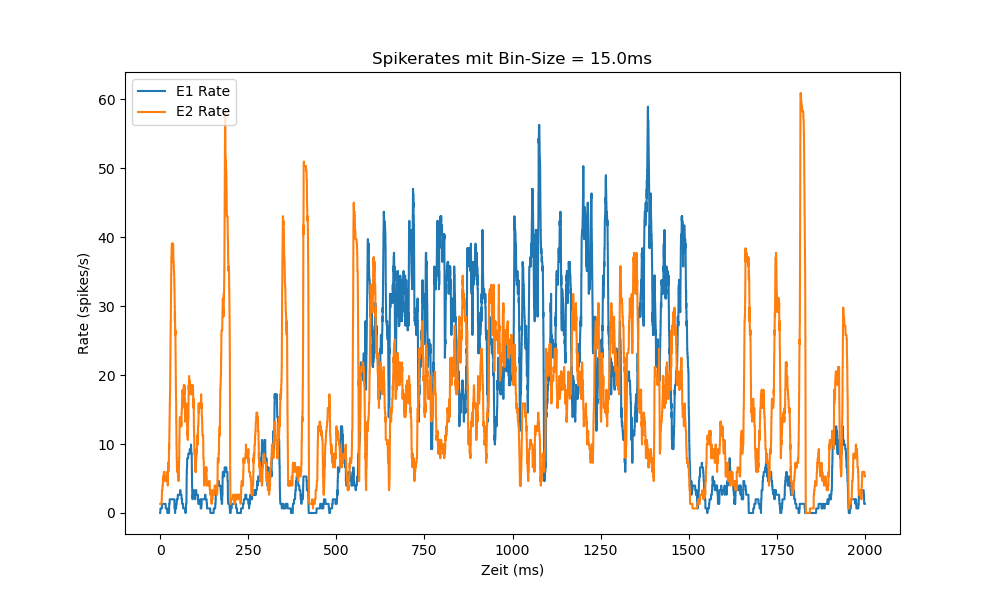 Spikerates mit Bin-Size = 15.0ms
E1 Rate
E2 Rate
60
50
40
30
20
10
0
Rate (spikes/s)
0 250 500 750 1000 1250 1500 1750 2000
Zeit (ms)